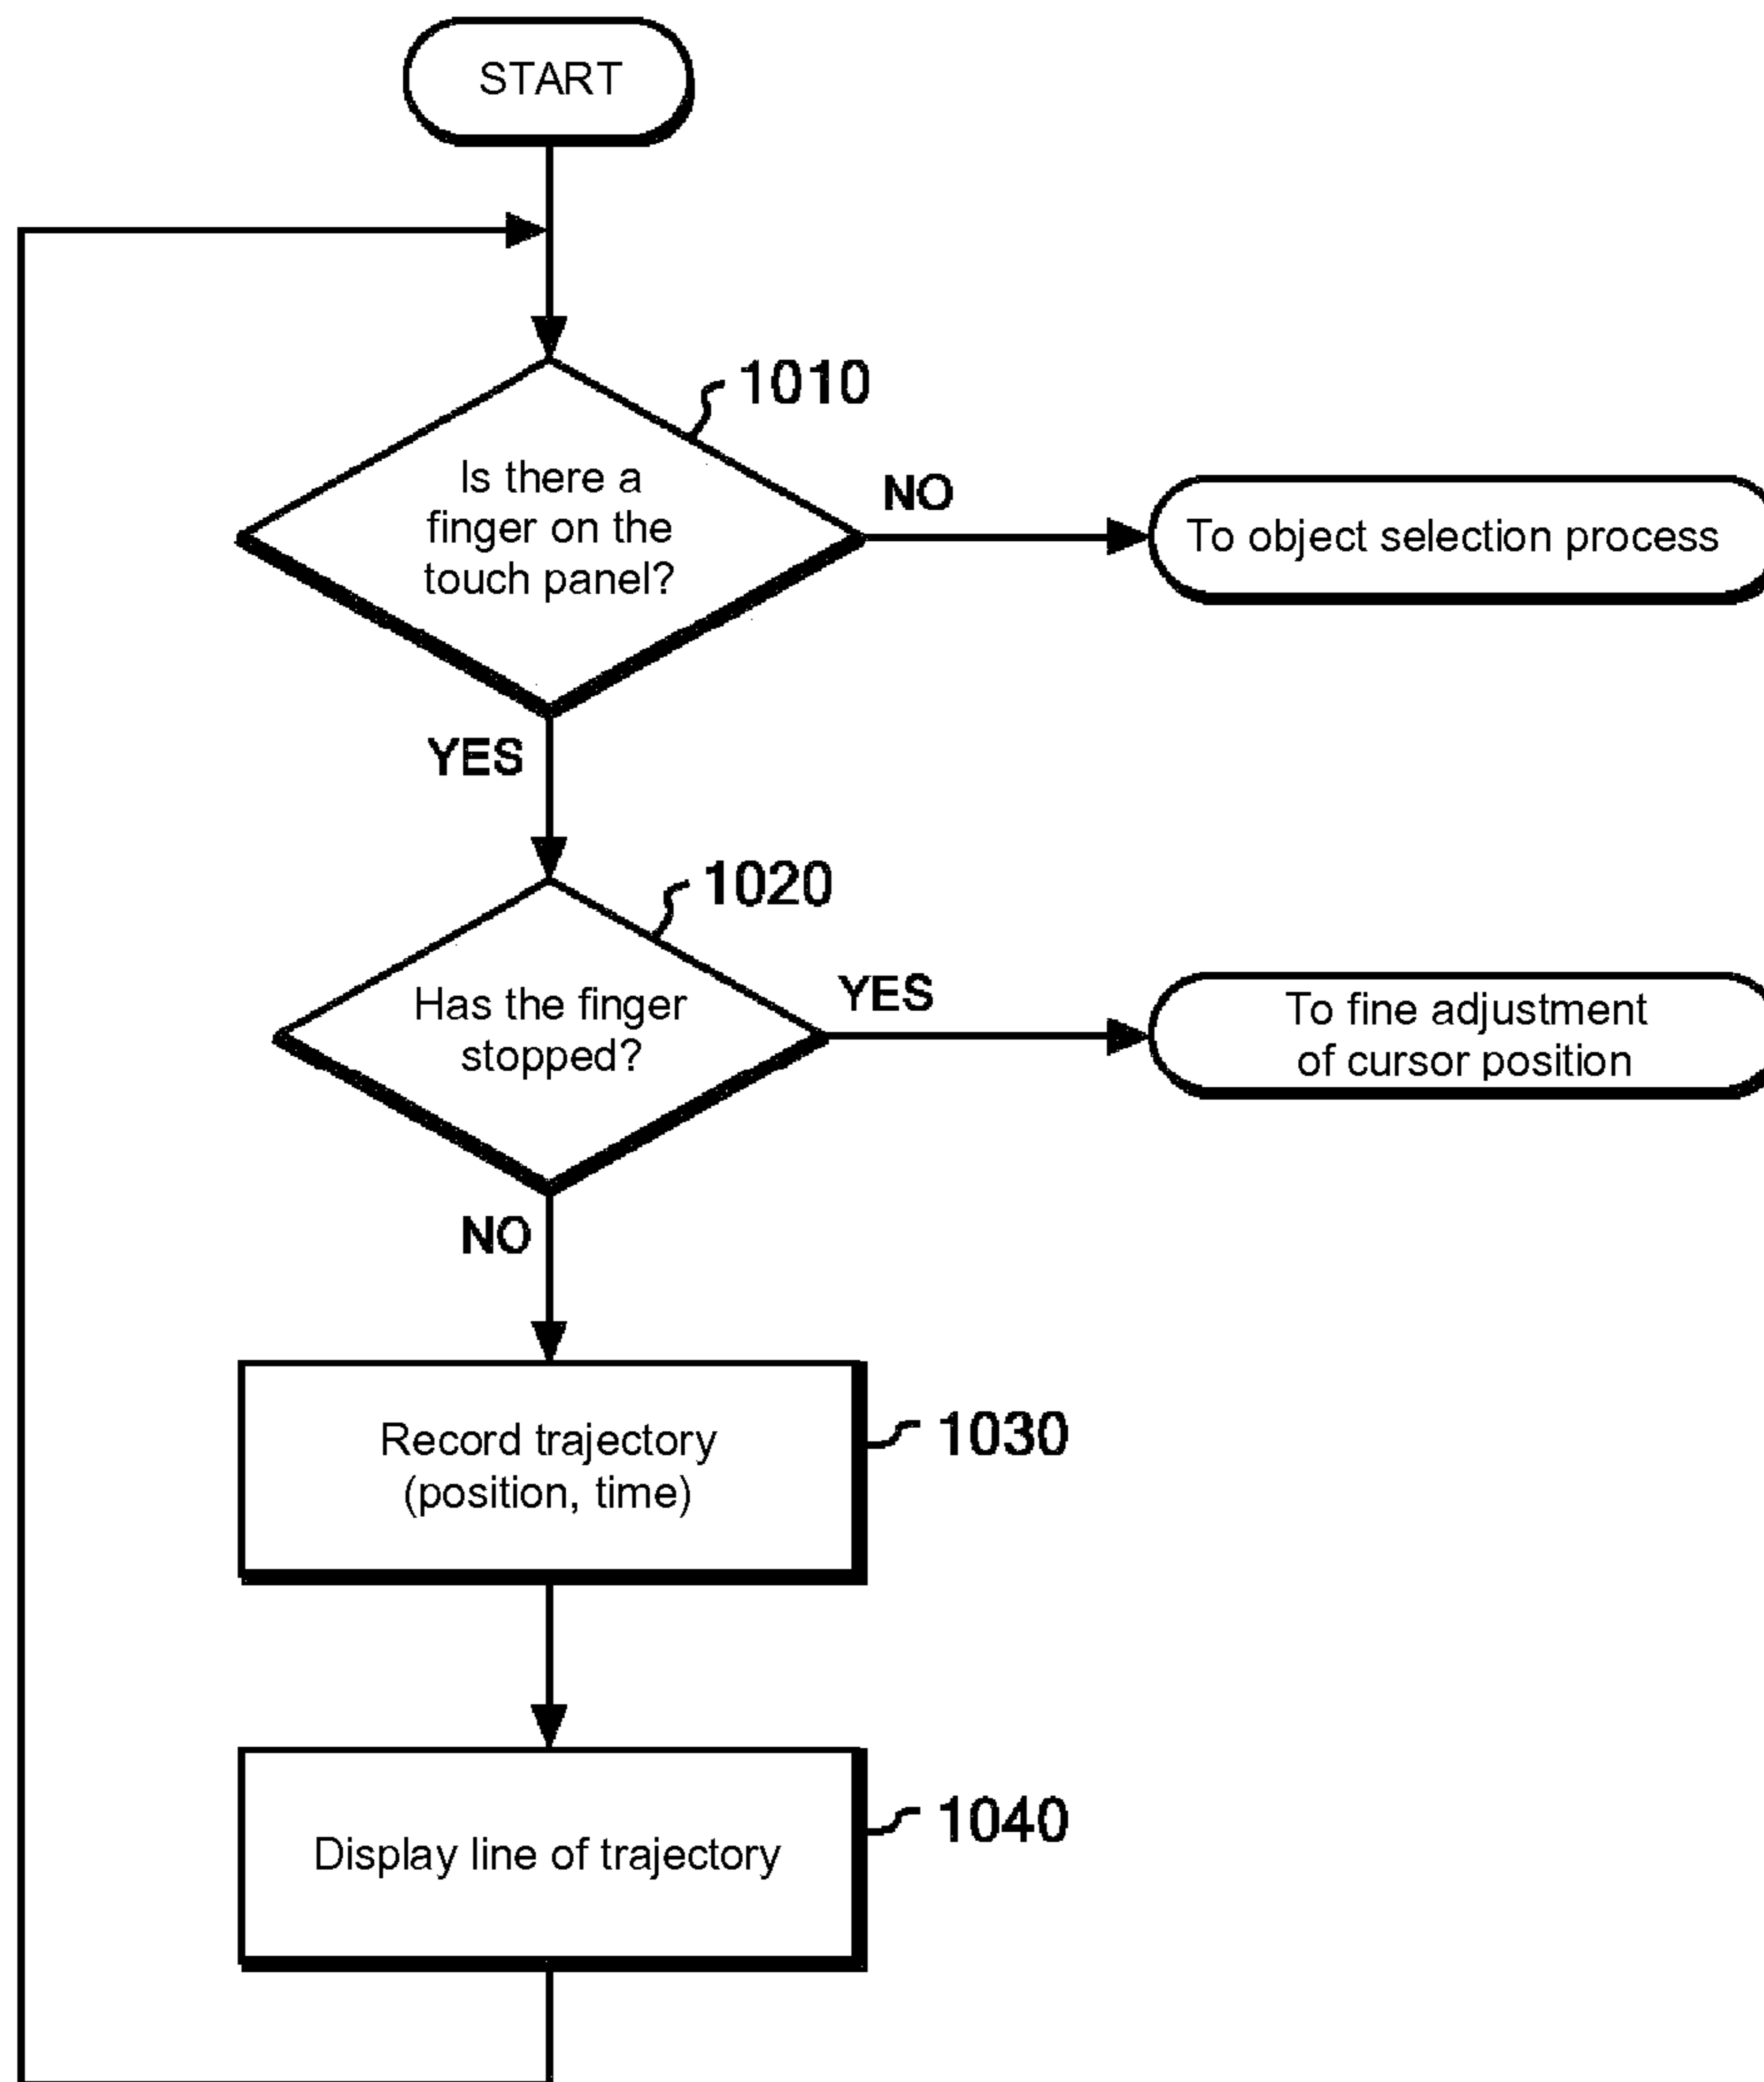 START
1010
Is there a
finger on the
touch panel?
NO
To object selection process
YES
1020
Has the finger
stopped?
YES
To fine adjustment
of cursor position
NO
Record trajectory
(position, time)
1030
Display line of trajectory
1040